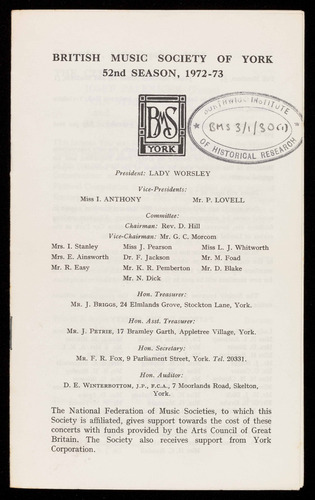 BRITISH MUSIC SOCIETY OF YORK
52nd SEASON, 1972-73
BMS
YORK
BORTHWICK INSTITUTE
* BMS 3/1/30(1) *
OF HISTORICAL RESEARCH
President: LADY WORSLEY
Vice-Presidents:
Miss I. ANTHONY Mr. P. LOVELL
Committee:
Chairman: Rev. D. Hill
Vice-Chairman: Mr. G. C. Morcom
Mrs. I. Stanley Miss J. Pearson Miss L. J. Whitworth
Mrs. E. Ainsworth Dr. F. Jackson Mr. M. Foad
Mr. R. Easy Mr. K. R. Pemberton Mr. D. Blake
Mr. N. Dick
Hon. Treasurer:
Mr. J. BRIGGS, 24 Elmlands Grove, Stockton Lane, York.
Hon. Asst. Treasurer:
Mr. J. PETRIE, 17 Bramley Garth, Appletree Village, York.
Hon. Secretary:
Mr. F. R. FOX, 9 Parliament Street, York. Tel. 20331.
Hon. Auditor:
D. E. WINTERBOTTOM, J.P., F.C.A., 7 Moorlands Road, Skelton,
York.
The National Federation of Music Societies, to which this
Society is affiliated, gives support towards the cost of these
concerts with funds provided by the Arts Council of Great
Britain. The Society also receives support from York
Corporation.